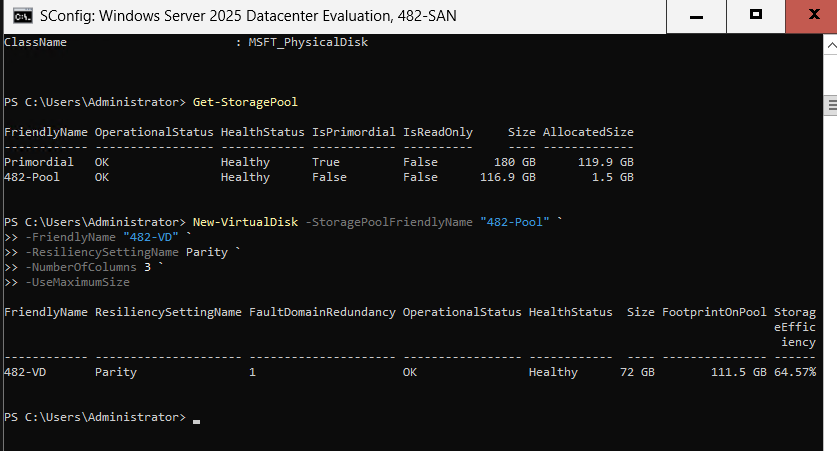 SConfig: Windows Server 2025 Datacenter Evaluation, 482-SAN
ClassName                       : MSFT_PhysicalDisk
PS C:\Users\Administrator> Get-StoragePool
FriendlyName OperationalStatus HealthStatus IsPrimordial IsReadOnly     Size AllocatedSize
------------ ----------------- ------------ ------------ ----------     ---- -------------
Primordial   OK                Healthy      True         False        180 GB      119.9 GB
482-Pool     OK                Healthy      False        False      116.9 GB        1.5 GB
PS C:\Users\Administrator> New-VirtualDisk -StoragePoolFriendlyName "482-Pool" `
>> -FriendlyName "482-VD" `
>> -ResiliencySettingName Parity `
>> -NumberOfColumns 3 `
>> -UseMaximumSize
FriendlyName ResiliencySettingName FaultDomainRedundancy OperationalStatus HealthStatus  Size FootprintOnPool Storag
eEffic
iency
------------ --------------------- --------------------- ----------------- ------------  ---- --------------- ------
482-VD       Parity                1                     OK                Healthy      72 GB        111.5 GB 64.57%
PS C:\Users\Administrator>